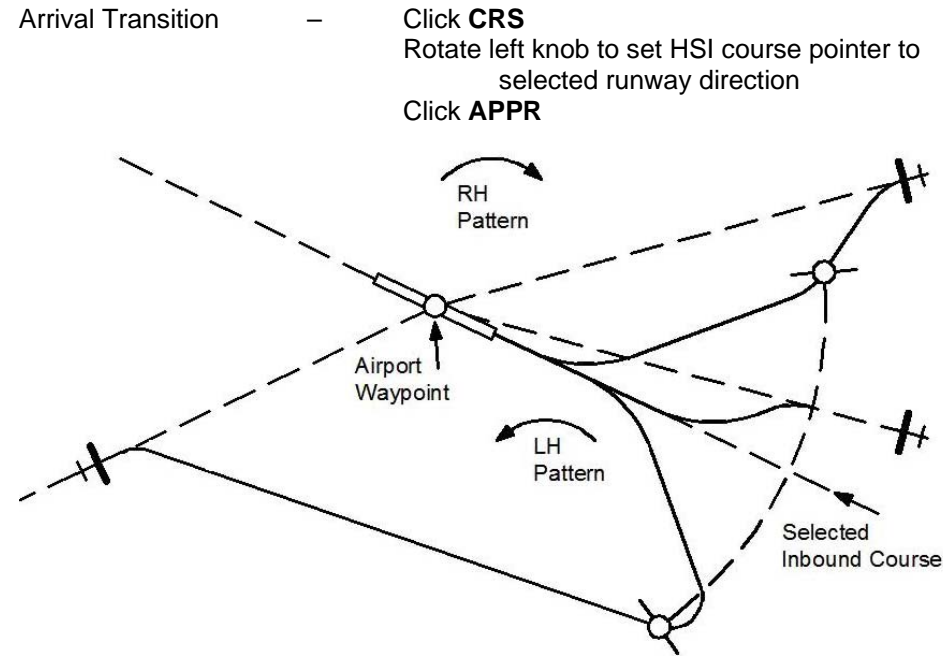 Arrival Transition – Click CRS
Rotate left knob to set HSI course pointer to
selected runway direction
Click APPR
RH
Pattern
Airport
Waypoint
LH
Pattern
Selected
Inbound Course